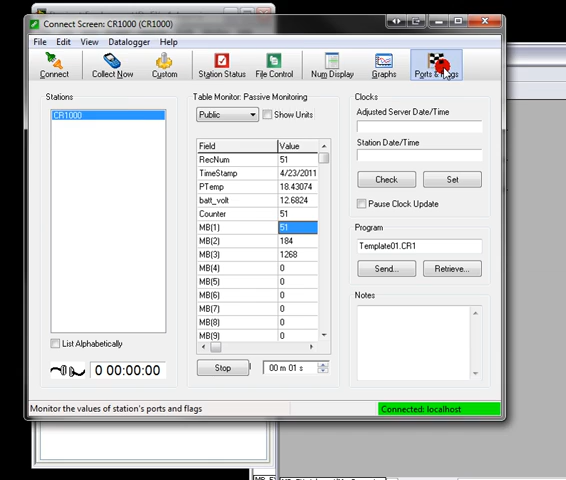 Connect Screen: CR1000 (CR1000)
File Edit View Datalogger Help
Connect
Collect Now
Custom
Station Status
File Control
Num Display
Graphs
Ports & Flags
Stations
CR1000
List Alphabetically
0 00:00:00
Table Monitor: Passive Monitoring
Public
Show Units
Field Value
RecNum 51
TimeStamp 4/23/2011
PTemp 18.43074
batt_volt 12.6824
Counter 51
MB(1) 51
MB(2) 184
MB(3) 1268
MB(4) 0
MB(5) 0
MB(6) 0
MB(7) 0
MB(8) 0
MB(9) 0
Stop
00 m 01 s
Clocks
Adjusted Server Date/Time
Station Date/Time
Check
Set
Pause Clock Update
Program
Template01.CR1
Send...
Retrieve...
Notes
Monitor the values of station's ports and flags
Connected: localhost